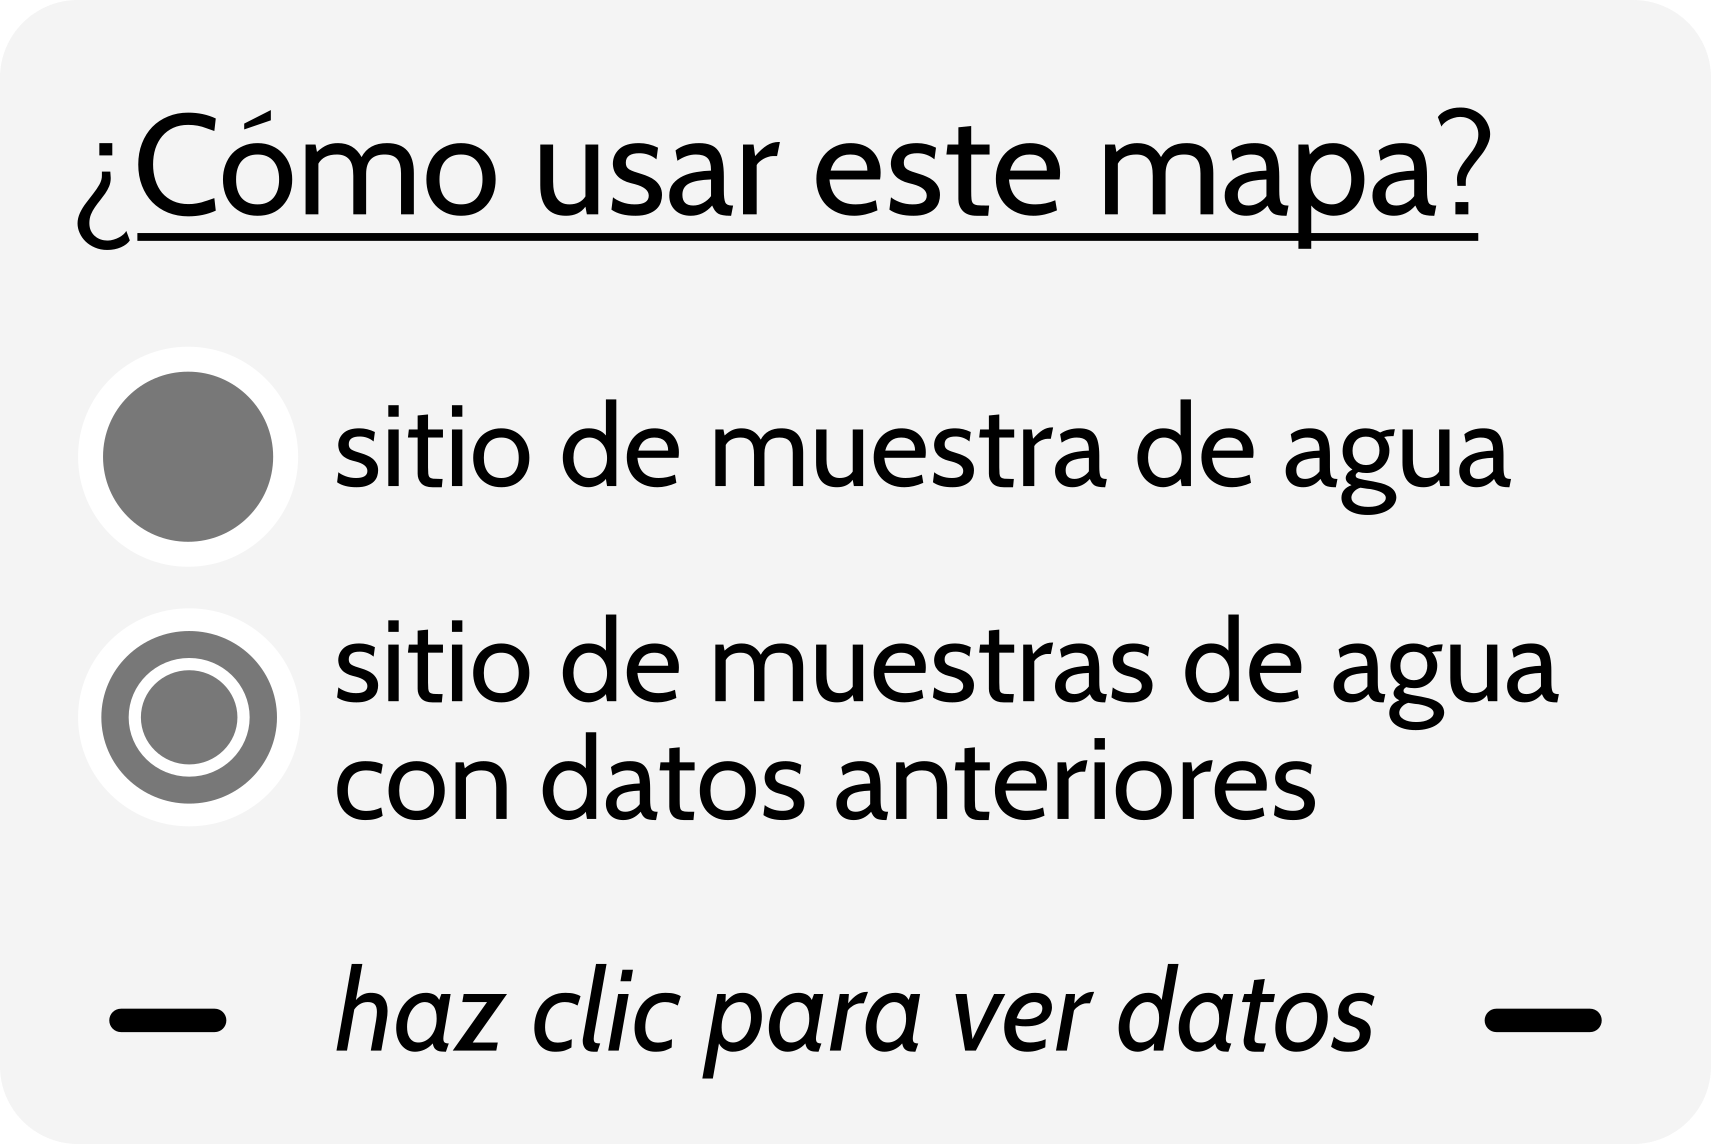 ¿Cómo usar este mapa?
sitio de muestra de agua
sitio de muestras de agua
con datos anteriores
haz clic para ver datos